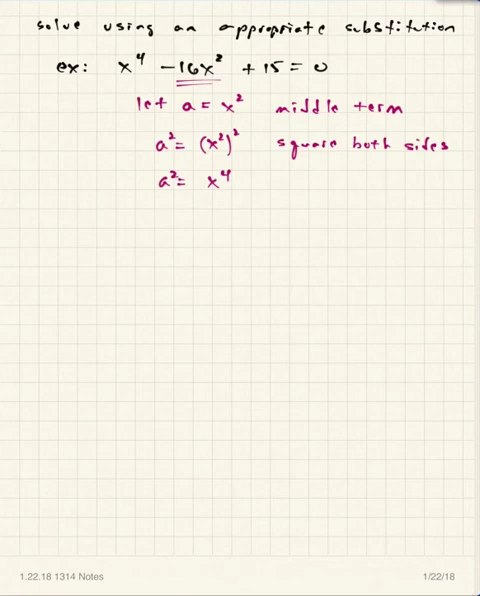 solve using an appropriate substitution
ex: x⁴ - 16x² + 15 = 0
let a = x² middle term
a² = (x²)² square both sides
a² = x⁴
1.22.18 1314 Notes 1/22/18